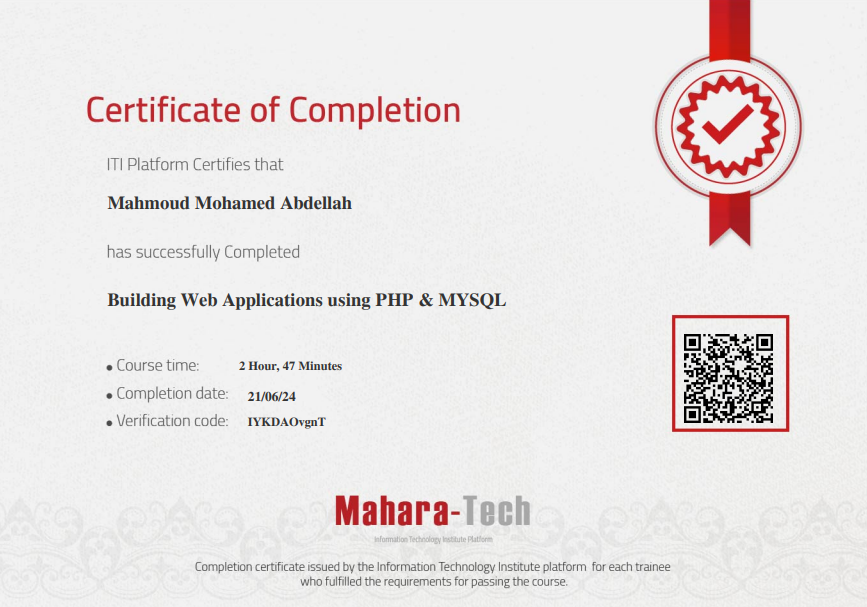 Certificate of Completion
ITI Platform Certifies that
Mahmoud Mohamed Abdellah
has successfully Completed
Building Web Applications using PHP & MYSQL
Course time: 2 Hour, 47 Minutes
Completion date: 21/06/24
Verification code: IYKDAOvgnT
Mahara-Tech
Information Technology Institute Platform
Completion certificate issued by the Information Technology Institute platform for each trainee
who fulfilled the requirements for passing the course.